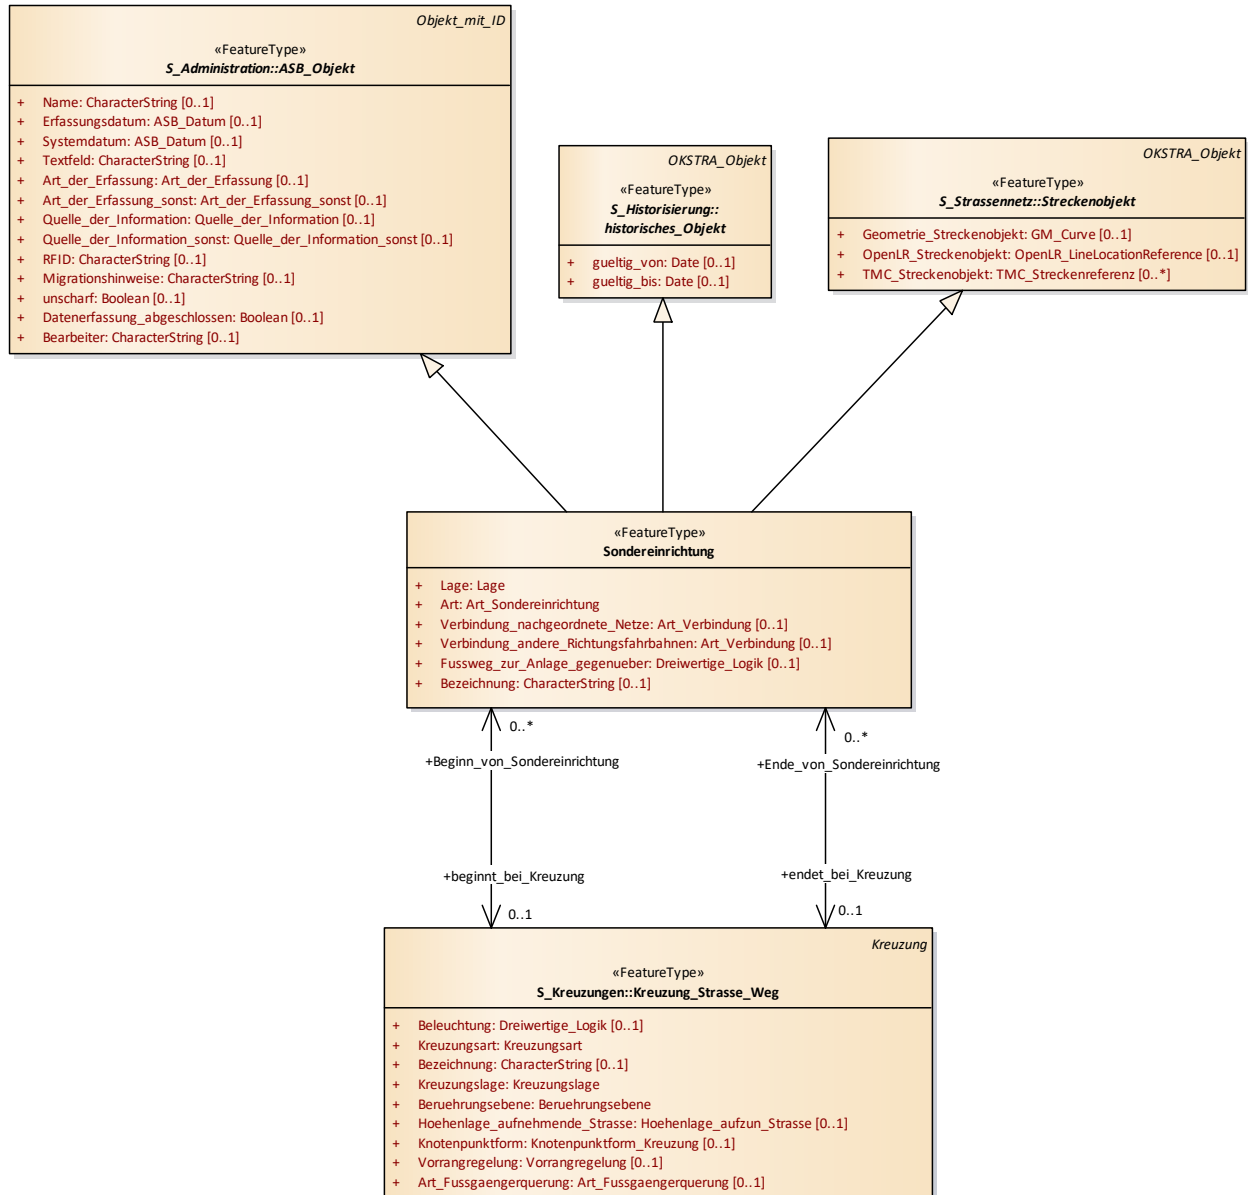 Objekt_mit_ID
«FeatureType»
S_Administration::ASB_Objekt
+ Name: CharacterString [0..1]
+ Erfassungsdatum: ASB_Datum [0..1]
+ Systemdatum: ASB_Datum [0..1]
+ Textfeld: CharacterString [0..1]
+ Art_der_Erfassung: Art_der_Erfassung [0..1]
+ Art_der_Erfassung_sonst: Art_der_Erfassung_sonst [0..1]
+ Quelle_der_Information: Quelle_der_Information [0..1]
+ Quelle_der_Information_sonst: Quelle_der_Information_sonst [0..1]
+ RFID: CharacterString [0..1]
+ Migrationshinweise: CharacterString [0..1]
+ unscharf: Boolean [0..1]
+ Datenerfassung_abgeschlossen: Boolean [0..1]
+ Bearbeiter: CharacterString [0..1]
OKSTRA_Objekt
«FeatureType»
S_Historisierung::
historisches_Objekt
+ gueltig_von: Date [0..1]
+ gueltig_bis: Date [0..1]
OKSTRA_Objekt
«FeatureType»
S_Strassennetz::Streckenobjekt
+ Geometrie_Streckenobjekt: GM_Curve [0..1]
+ OpenLR_Streckenobjekt: OpenLR_LineLocationReference [0..1]
+ TMC_Streckenobjekt: TMC_Streckenreferenz [0..*]
«FeatureType»
Sondereinrichtung
+ Lage: Lage
+ Art: Art_Sondereinrichtung
+ Verbindung_nachgeordnete_Netze: Art_Verbindung [0..1]
+ Verbindung_andere_Richtungsfahrbahnen: Art_Verbindung [0..1]
+ Fussweg_zur_Anlage_gegenueber: Dreiwertige_Logik [0..1]
+ Bezeichnung: CharacterString [0..1]
0..*
+Beginn_von_Sondereinrichtung
0..*
+Ende_von_Sondereinrichtung
+beginnt_bei_Kreuzung
0..1
+endet_bei_Kreuzung
0..1
Kreuzung
«FeatureType»
S_Kreuzungen::Kreuzung_Strasse_Weg
+ Beleuchtung: Dreiwertige_Logik [0..1]
+ Kreuzungsart: Kreuzungsart
+ Bezeichnung: CharacterString [0..1]
+ Kreuzungslage: Kreuzungslage
+ Beruehrungsebene: Beruehrungsebene
+ Hoehenlage_aufnehmende_Strasse: Hoehenlage_aufzun_Strasse [0..1]
+ Knotenpunktform: Knotenpunktform_Kreuzung [0..1]
+ Vorrangregelung: Vorrangregelung [0..1]
+ Art_Fussgaengerquerung: Art_Fussgaengerquerung [0..1]